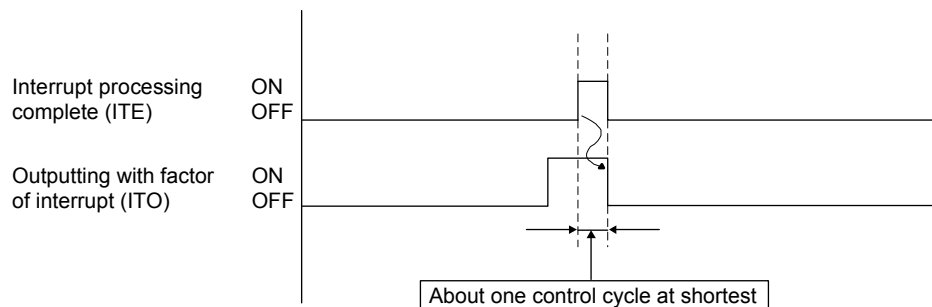 Interrupt processing
complete (ITE)
ON
OFF
Outputting with factor
of interrupt (ITO)
ON
OFF
About one control cycle at shortest